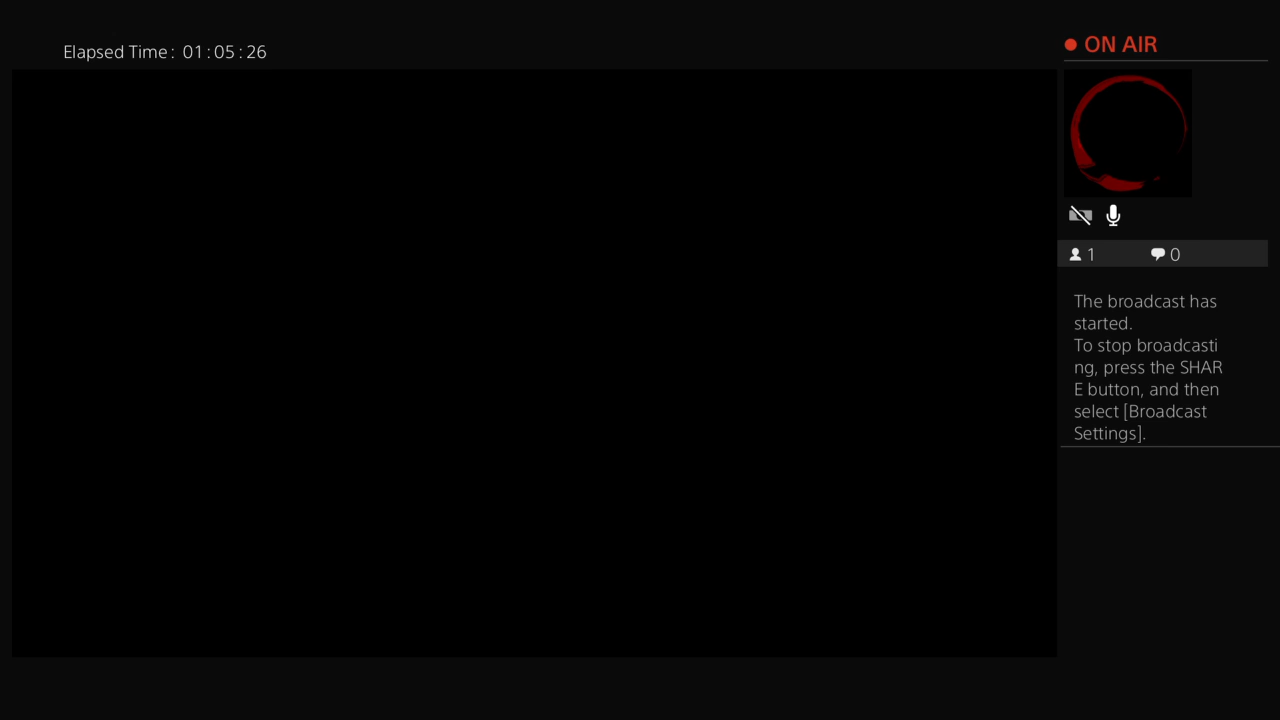 Elapsed Time: 01:05:26
ON AIR
1
0
The broadcast has
started.
To stop broadcasti
ng, press the SHAR
E button, and then
select [Broadcast
Settings].